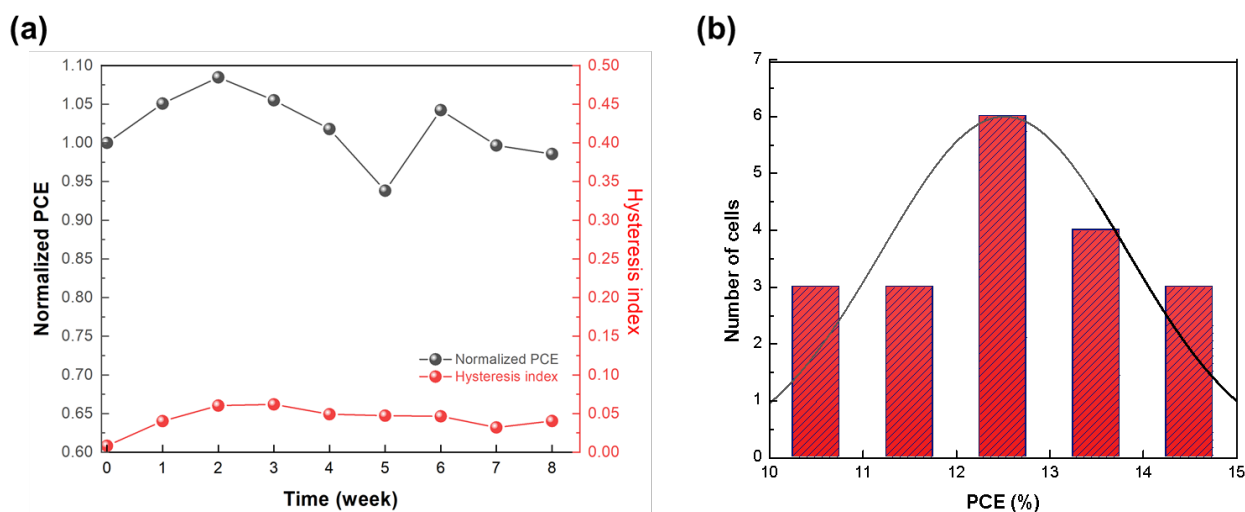 (a)
1.10
1.05
1.00
0.95
0.90
0.85
0.80
0.75
0.70
0.65
0.60
Normalized PCE
0.50
0.45
0.40
0.35
0.30
0.25
0.20
0.15
0.10
0.05
0.00
Hysteresis index
Normalized PCE
Hysteresis index
0 1 2 3 4 5 6 7 8
Time (week)
(b)
7
6
5
4
3
2
1
0
Number of cells
10 11 12 13 14 15
PCE (%)